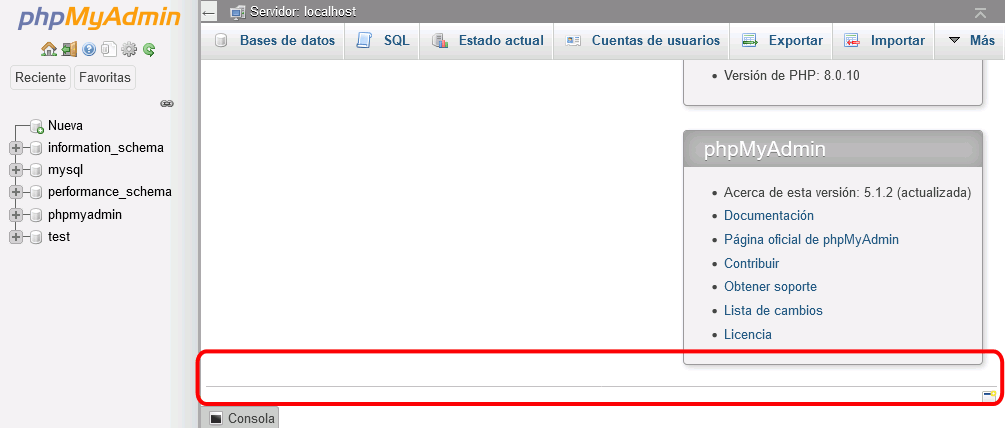 phpMyAdmin
Reciente
Favoritas
Nueva
information_schema
mysql
performance_schema
phpmyadmin
test
Servidor: localhost
Bases de datos
SQL
Estado actual
Cuentas de usuarios
Exportar
Importar
Más
Versión de PHP: 8.0.10
phpMyAdmin
Acerca de esta versión: 5.1.2 (actualizada)
Documentación
Página oficial de phpMyAdmin
Contribuir
Obtener soporte
Lista de cambios
Licencia
Consola